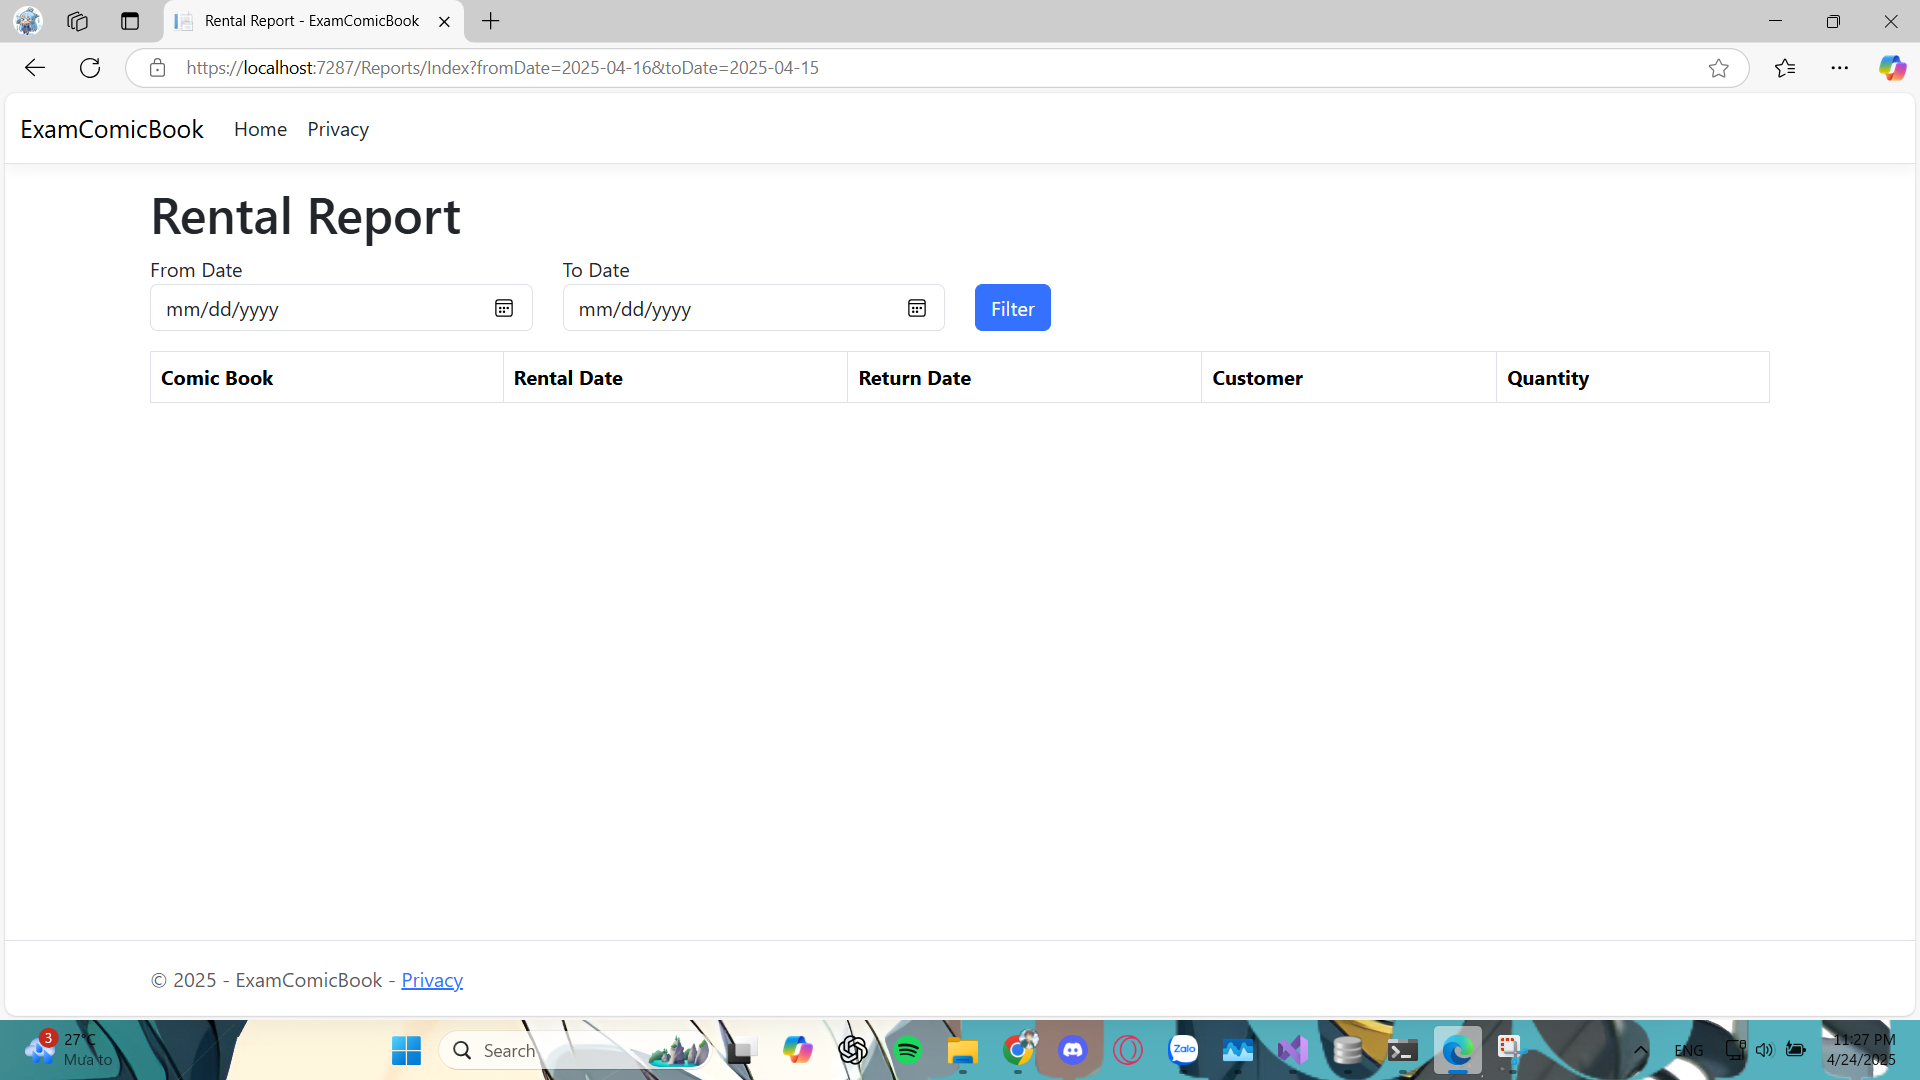 Rental Report - ExamComicBook
https://localhost:7287/Reports/Index?fromDate=2025-04-16&toDate=2025-04-15
ExamComicBook Home Privacy
Rental Report
From Date To Date
mm/dd/yyyy mm/dd/yyyy Filter
Comic Book Rental Date Return Date Customer Quantity
© 2025 - ExamComicBook - Privacy
3 27°C
Mưa to
Search
Zalo
ENG
11:27 PM
4/24/2025